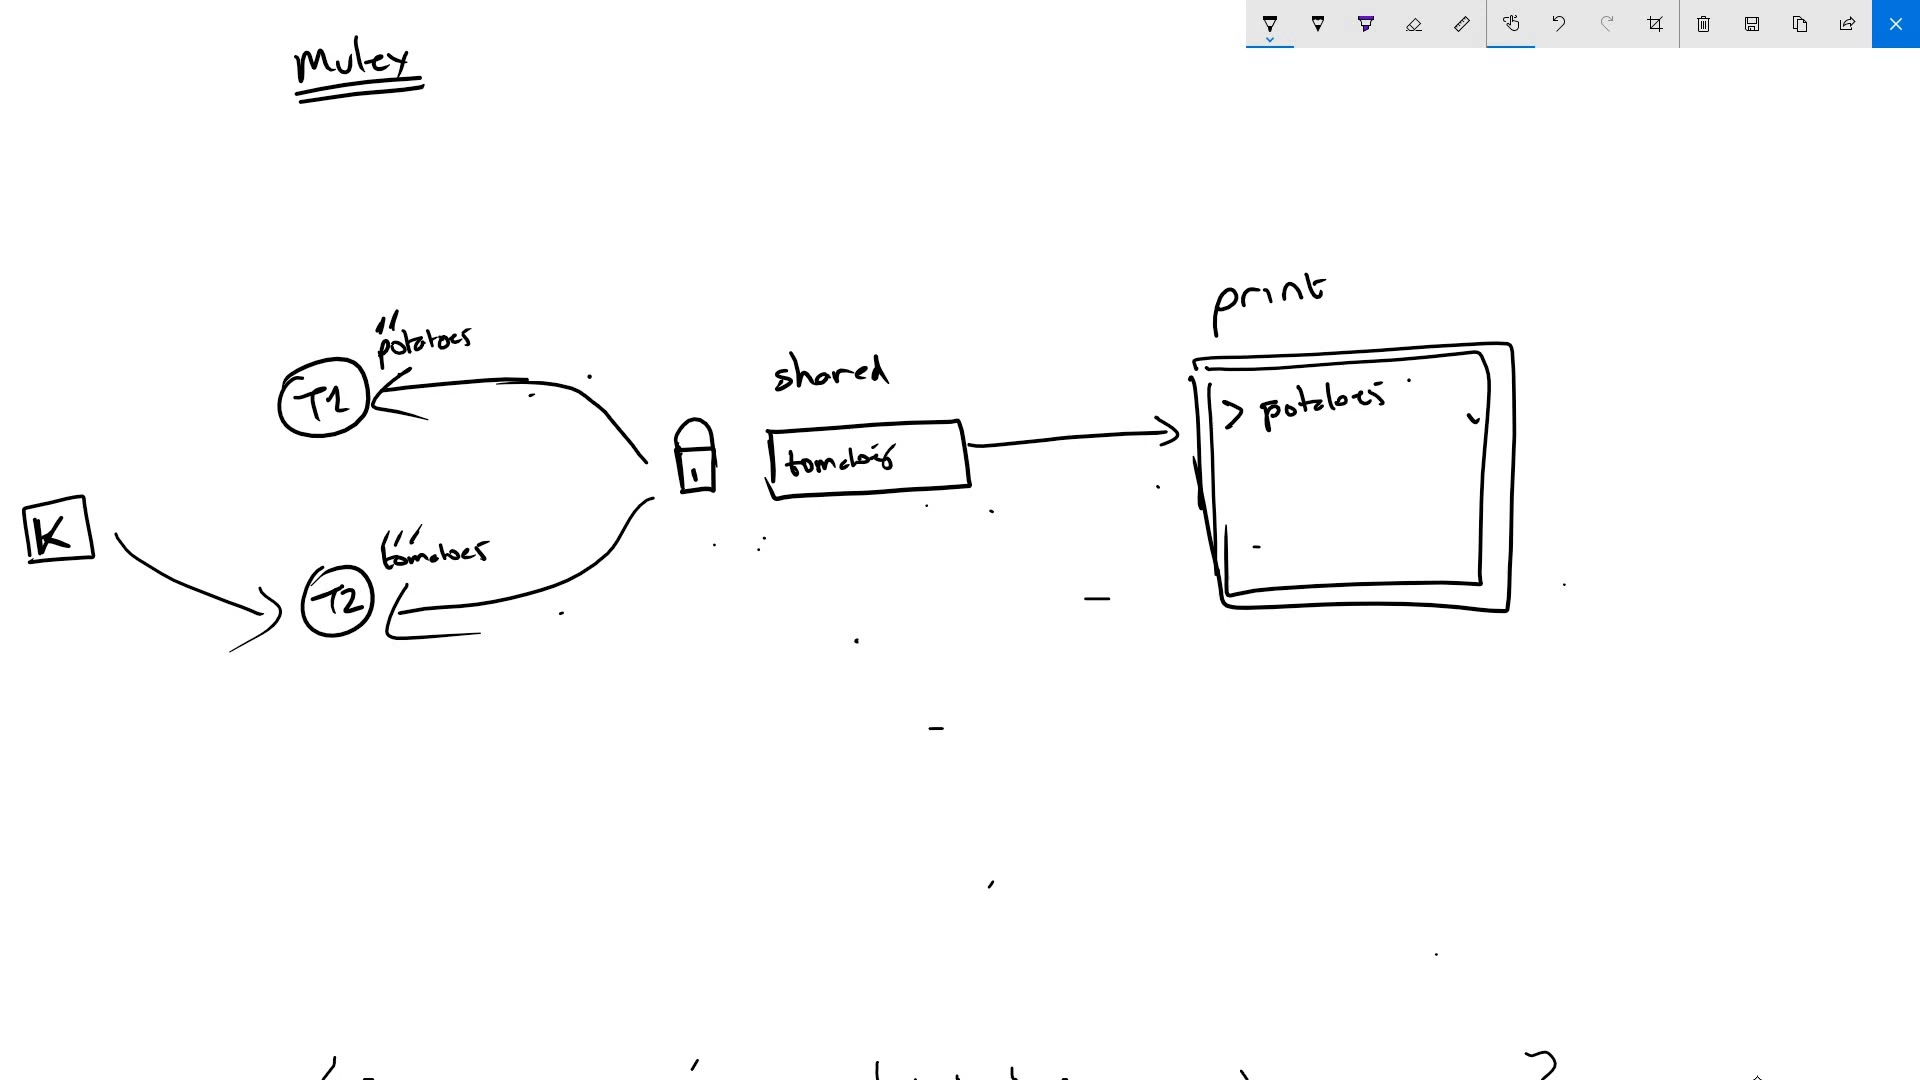 Mutex
print
"potatoes
shared
T1
> potatoes
tomatoes
K
"tomatoes
T2